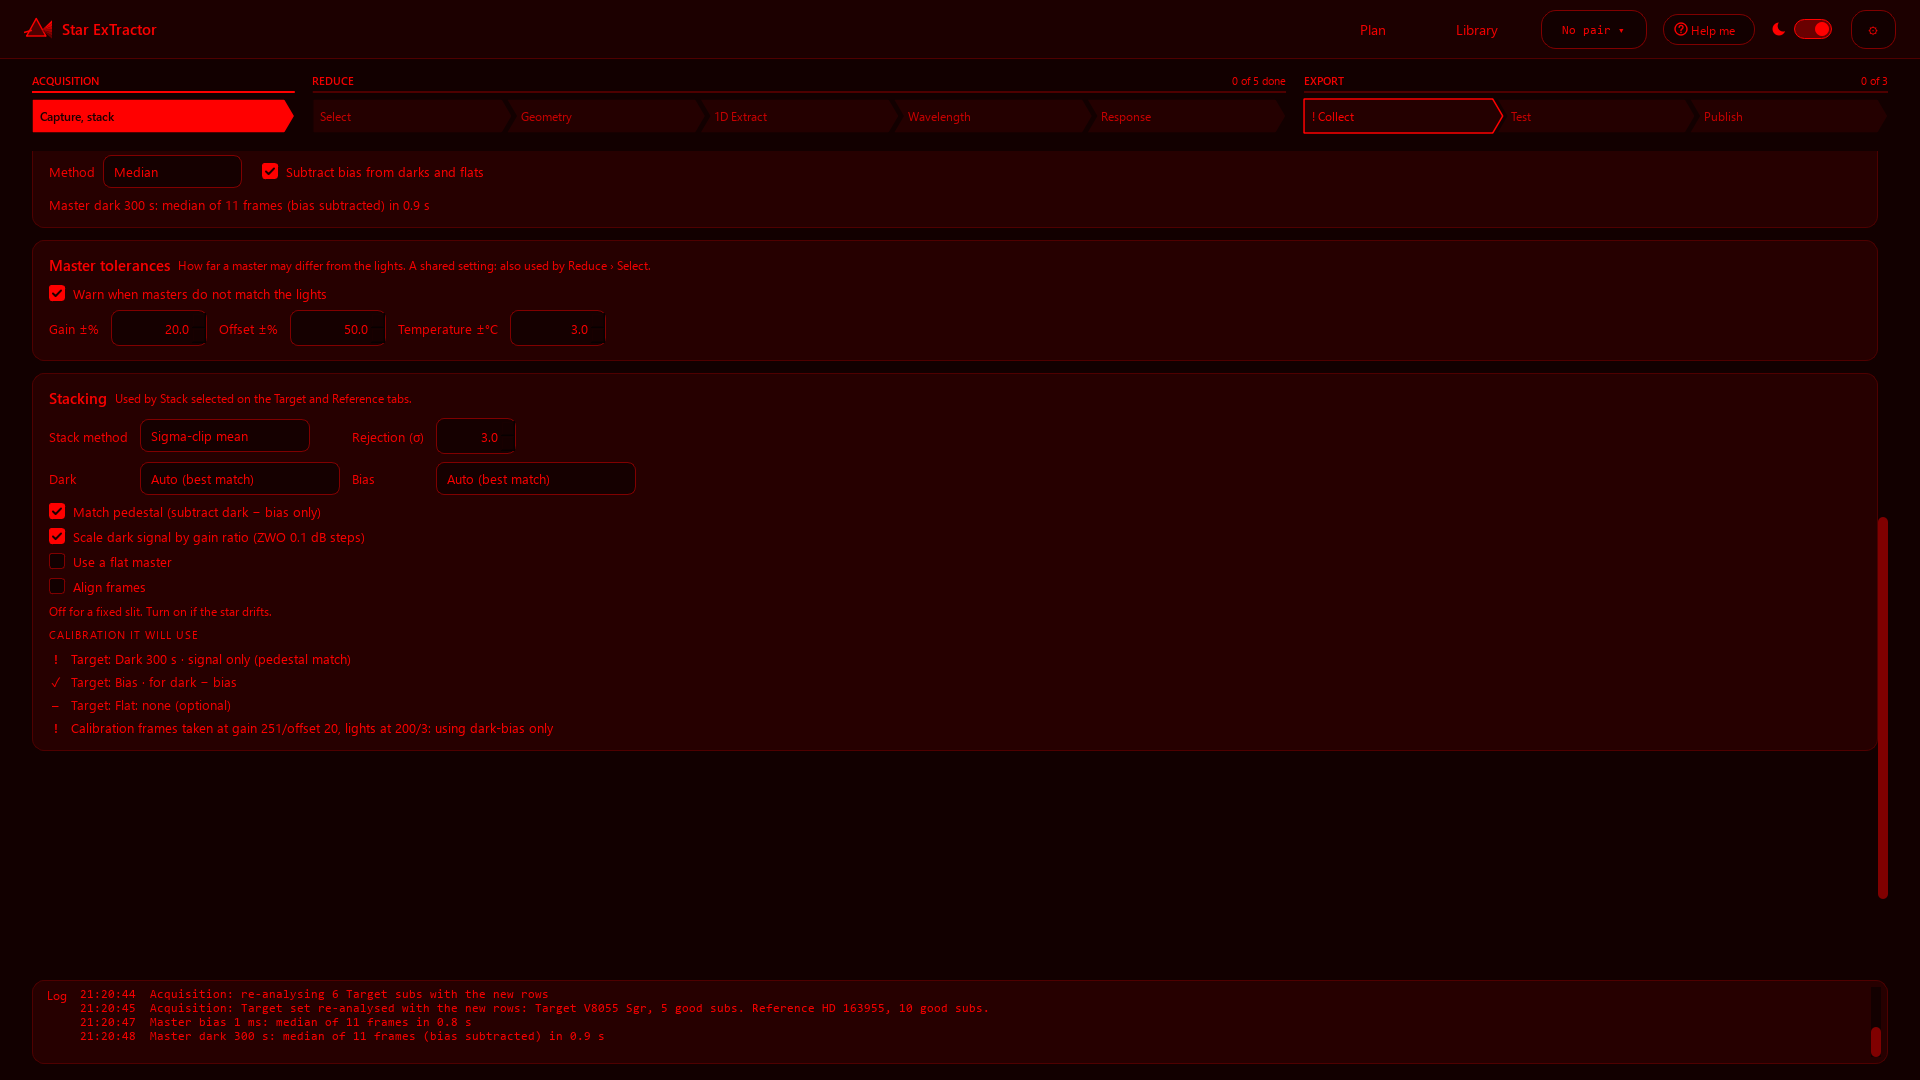 Star ExTractor
Plan
Library
No pair ▾
Help me
ACQUISITION
REDUCE
0 of 5 done
EXPORT
0 of 3
Capture, stack
Select
Geometry
1D Extract
Wavelength
Response
! Collect
Test
Publish
Method Median Subtract bias from darks and flats
Master dark 300 s: median of 11 frames (bias subtracted) in 0.9 s
Master tolerances How far a master may differ from the lights. A shared setting: also used by Reduce › Select.
Warn when masters do not match the lights
Gain ±% 20.0 Offset ±% 50.0 Temperature ±°C 3.0
Stacking Used by Stack selected on the Target and Reference tabs.
Stack method Sigma-clip mean Rejection (σ) 3.0
Dark Auto (best match) Bias Auto (best match)
Match pedestal (subtract dark − bias only)
Scale dark signal by gain ratio (ZWO 0.1 dB steps)
Use a flat master
Align frames
Off for a fixed slit. Turn on if the star drifts.
CALIBRATION IT WILL USE
! Target: Dark 300 s · signal only (pedestal match)
✓ Target: Bias · for dark − bias
– Target: Flat: none (optional)
! Calibration frames taken at gain 251/offset 20, lights at 200/3: using dark-bias only
Log
21:20:44 Acquisition: re-analysing 6 Target subs with the new rows
21:20:45 Acquisition: Target set re-analysed with the new rows: Target V8055 Sgr, 5 good subs. Reference HD 163955, 10 good subs.
21:20:47 Master bias 1 ms: median of 11 frames in 0.8 s
21:20:48 Master dark 300 s: median of 11 frames (bias subtracted) in 0.9 s